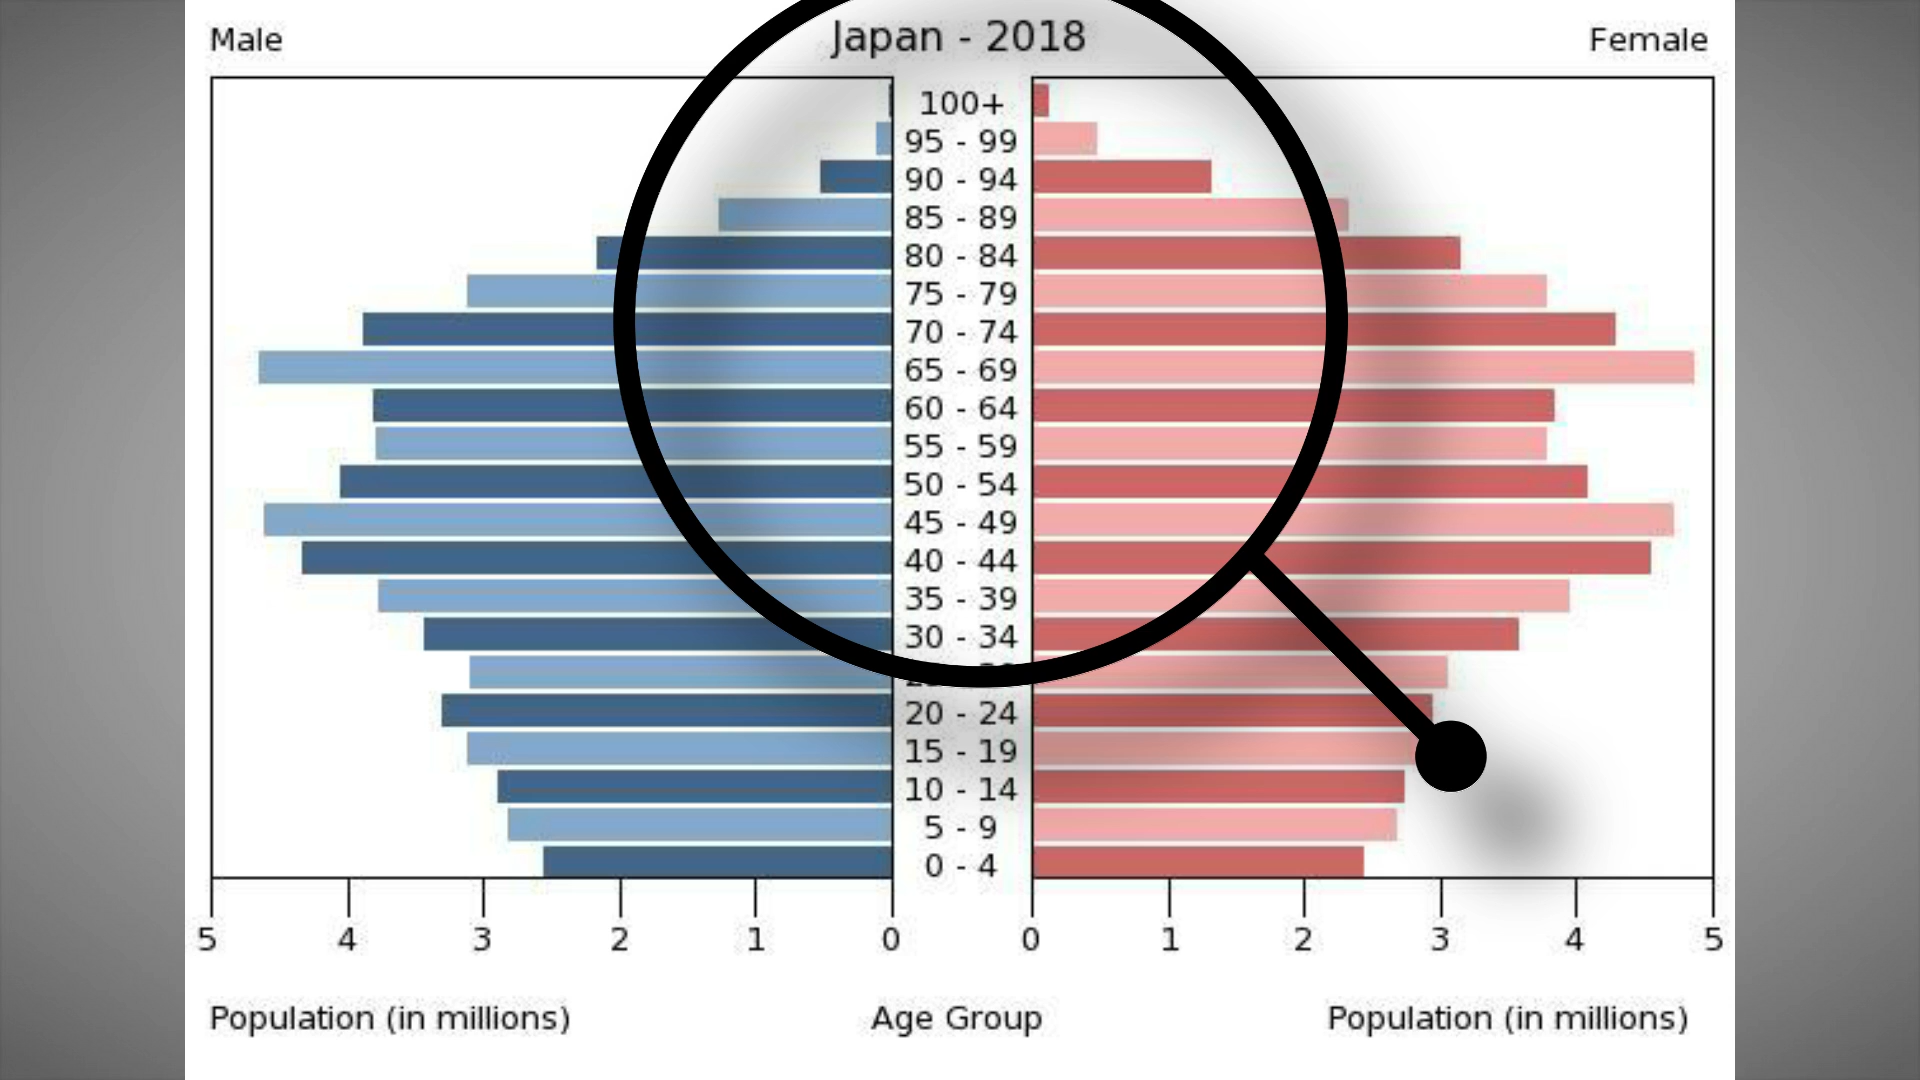 Male
Japan - 2018
Female
100+
95 - 99
90 - 94
85 - 89
80 - 84
75 - 79
70 - 74
65 - 69
60 - 64
55 - 59
50 - 54
45 - 49
40 - 44
35 - 39
30 - 34
20 - 24
15 - 19
10 - 14
5 - 9
0 - 4
5 4 3 2 1 0 0 1 2 3 4 5
Population (in millions) Age Group Population (in millions)